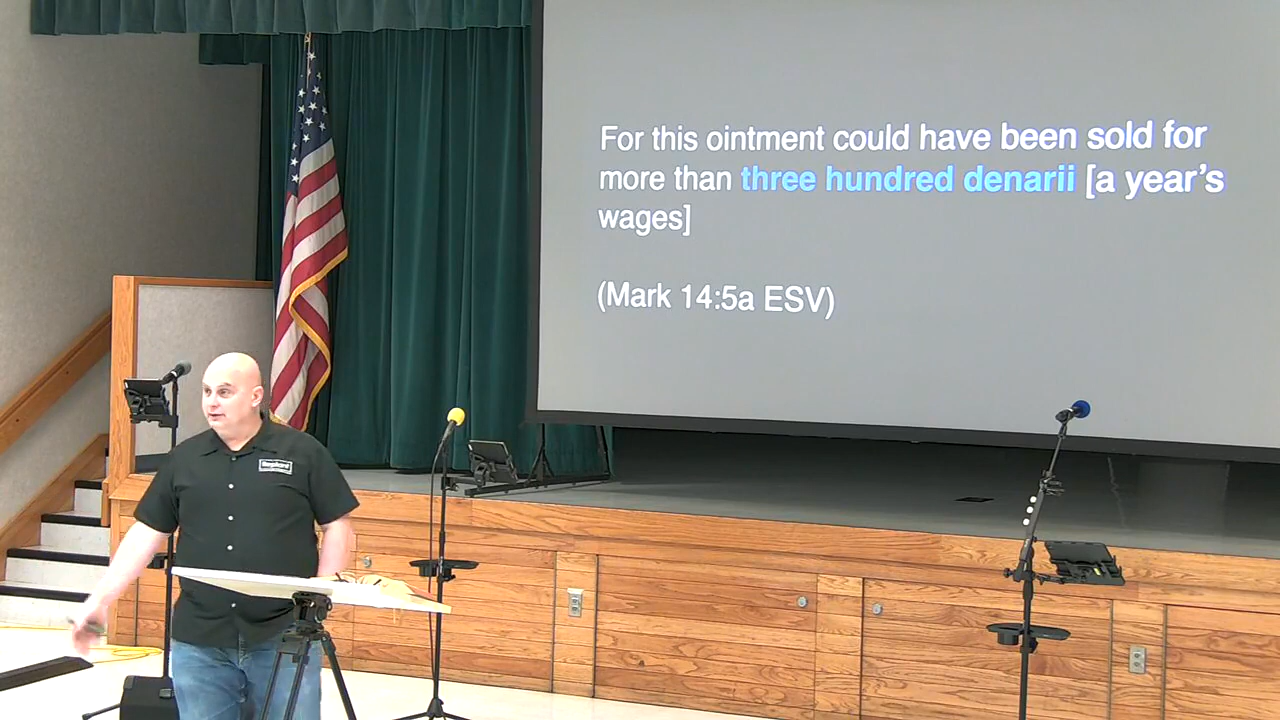 For this ointment could have been sold for
more than three hundred denarii [a year's
wages]
(Mark 14:5a ESV)